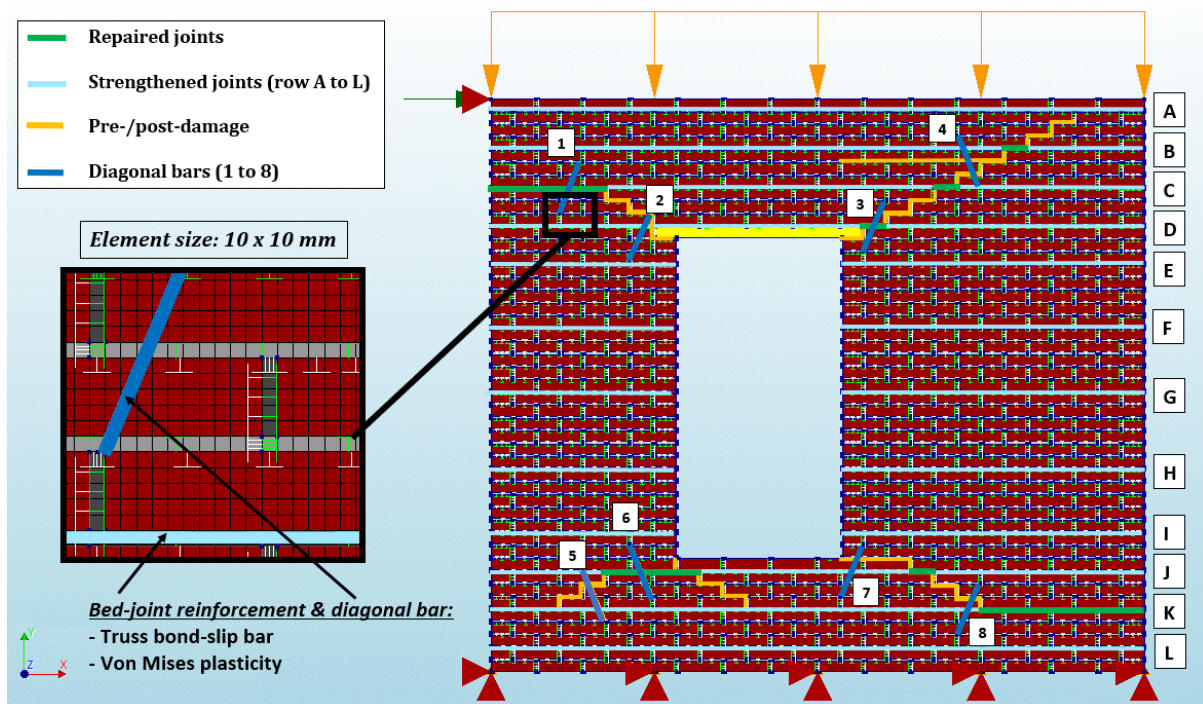 Repaired joints
Strengthened joints (row A to L)
Pre-/post-damage
Diagonal bars (1 to 8)
Element size: 10 x 10 mm
Bed-joint reinforcement & diagonal bar:
- Truss bond-slip bar
- Von Mises plasticity
Y
Z X
1
2
3
4
5
6
7
8
A
B
C
D
E
F
G
H
I
J
K
L